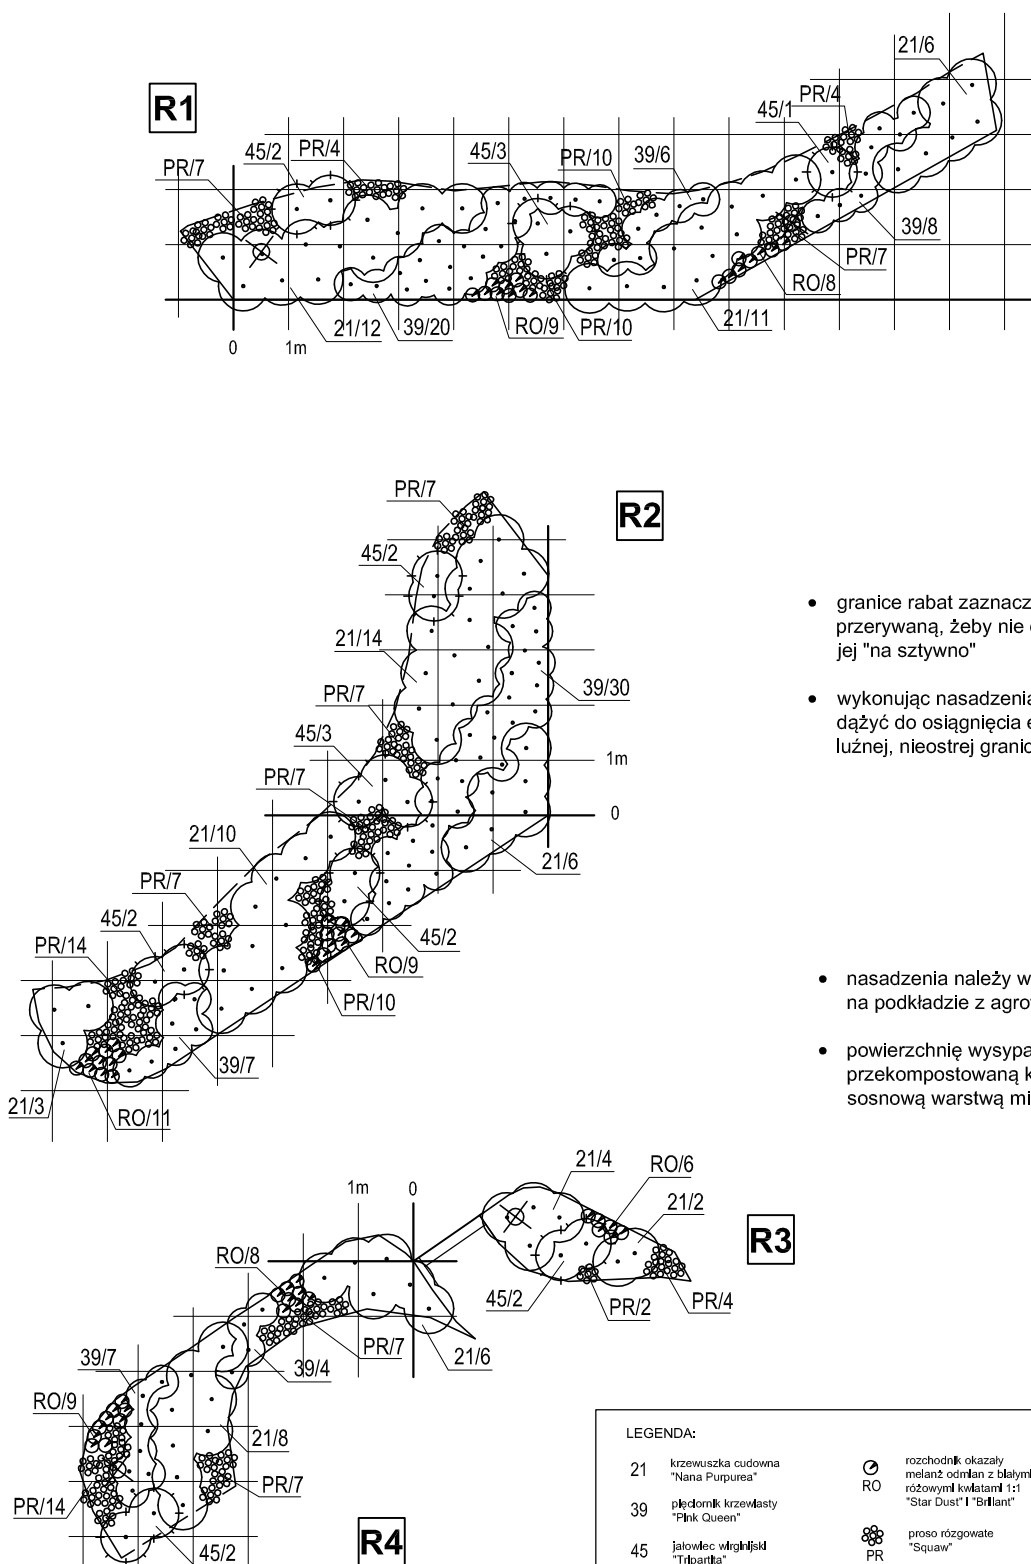 R1
21/6
PR/4
45/1
PR/7
45/2
PR/4
45/3
PR/10
39/6
39/8
PR/7
RO/8
21/12
39/20
RO/9
PR/10
21/11
0
1m
R2
PR/7
45/2
21/14
39/30
PR/7
45/3
1m
PR/7
0
21/10
21/6
PR/7
45/2
45/2
PR/14
RO/9
PR/10
39/7
21/3
RO/11
granice rabat zaznacz
przerywaną, żeby nie
jej "na sztywno"
wykonując nasadzenia
dążyć do osiągnięcia e
luźnej, nieostrej granic
nasadzenia należy w
na podkładzie z agro
powierzchnię wysypa
przekompostowaną k
sosnową warstwą mi
R3
21/4
RO/6
21/2
45/2
PR/2
PR/4
1m
0
RO/8
PR/7
21/6
39/4
39/7
RO/9
21/8
PR/7
PR/14
45/2
R4
LEGENDA:
21 krzewuszka cudowna
"Nana Purpurea"
39 pięciornik krzewiasty
"Pink Queen"
45 jałowiec wirginijski
"Tripartita"
RO rozchodnik okazały
melanż odmian z białymi
różowymi kwiatami 1:1
"Star Dust" i "Brillant"
PR proso rózgowate
"Squaw"